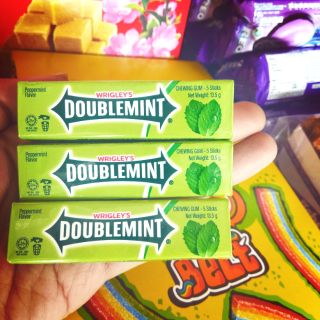 Peppermint
Flavor
WRIGLEY'S
DOUBLEMINT
CHEWING GUM - 5 Sticks
Net Weight: 13.5 g
Peppermint
Flavor
WRIGLEY'S
DOUBLEMINT
CHEWING GUM - 5 Sticks
Net Weight: 13.5 g
Peppermint
Flavor
WRIGLEY'S
DOUBLEMINT
CHEWING GUM - 5 Sticks
Net Weight: 13.5 g
BELT